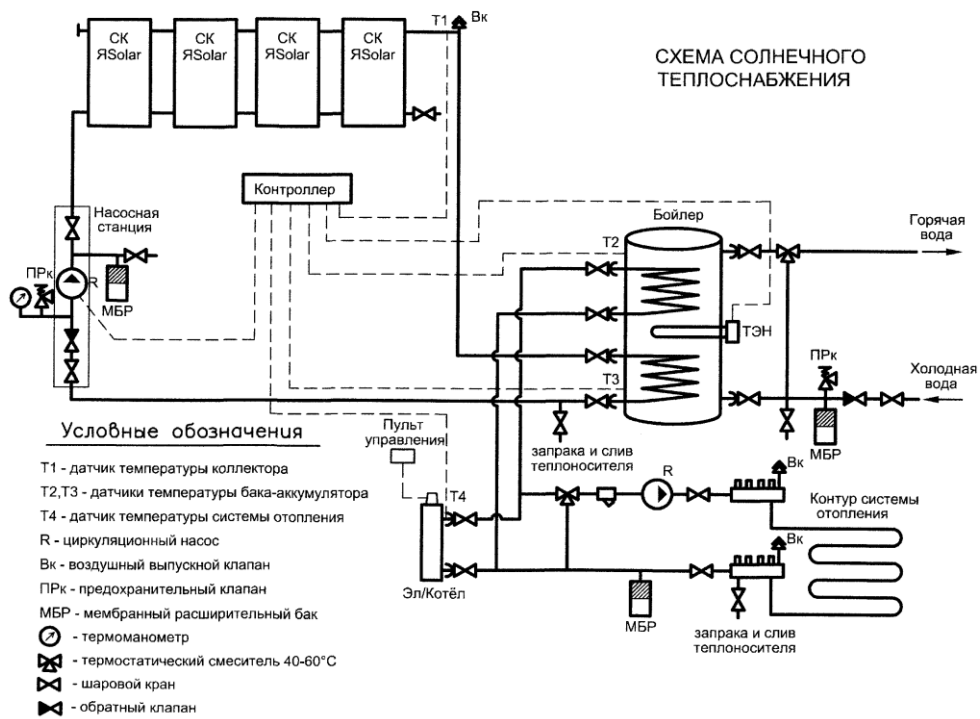 СХЕМА СОЛНЕЧНОГО
ТЕПЛОСНАБЖЕНИЯ
Т1
Вк
СК
ЯSolar
СК
ЯSolar
СК
ЯSolar
СК
ЯSolar
Контроллер
Насосная
станция
ПРк
R
МБР
Бойлер
Т2
Т3
ТЭН
Горячая
вода
Холодная
вода
ПРк
МБР
запрака и слив
теплоносителя
Пульт
управления
Т4
Эл/Котёл
R
Вк
Контур системы
отопления
Вк
МБР
запрака и слив
теплоносителя
Условные обозначения
Т1 - датчик температуры коллектора
Т2,Т3 - датчики температуры бака-аккумулятора
Т4 - датчик температуры системы отопления
R - циркуляционный насос
Вк - воздушный выпускной клапан
ПРк - предохранительный клапан
МБР - мембранный расширительный бак
- термоманометр
- термостатический смеситель 40-60°С
- шаровой кран
- обратный клапан